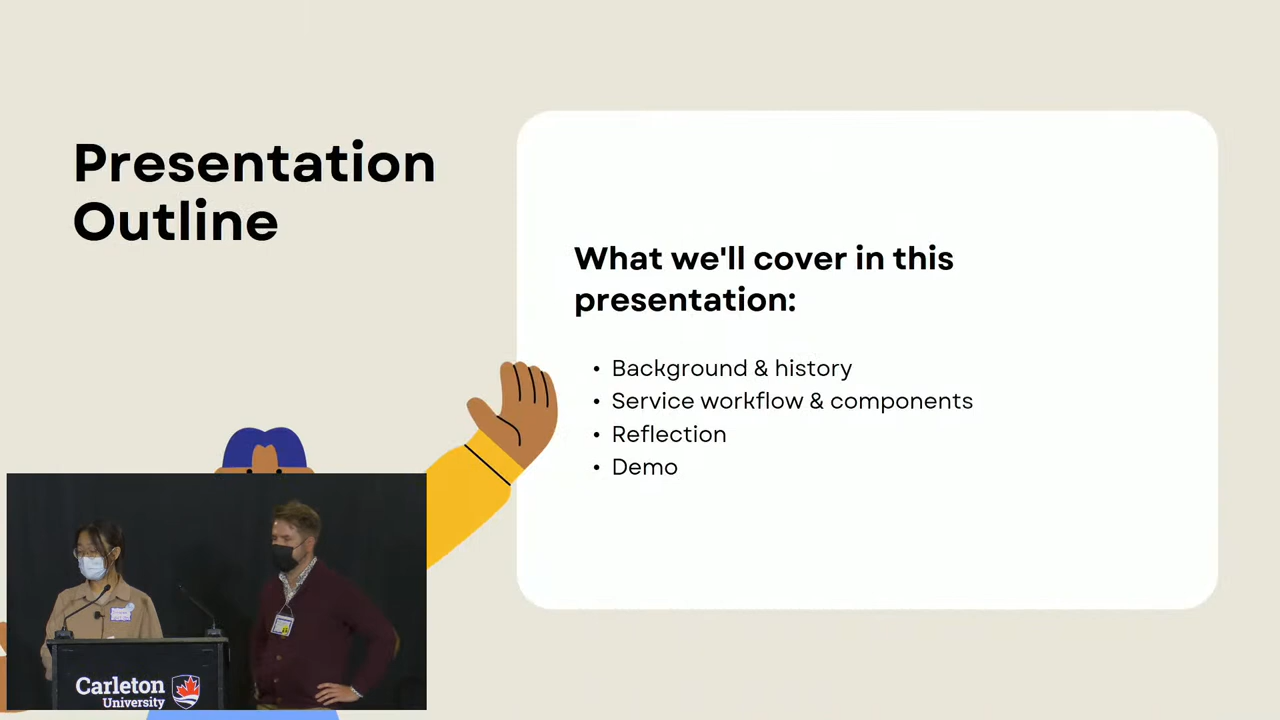 Presentation
Outline
What we'll cover in this
presentation:
• Background & history
• Service workflow & components
• Reflection
• Demo
Carleton
University